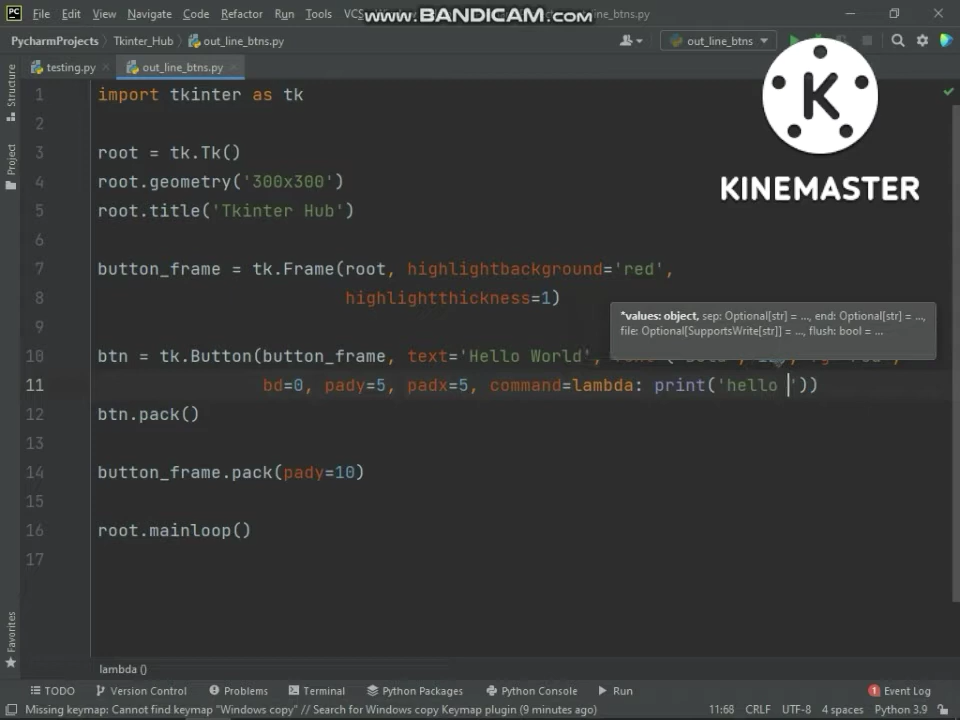 File Edit View Navigate Code Refactor Run Tools VCS www.BANDICAM.com out_line_btns.py
PycharmProjects Tkinter_Hub out_line_btns.py out_line_btns
testing.py out_line_btns.py
Structure
Project
Favorites
KINEMASTER
1 import tkinter as tk
2
3 root = tk.Tk()
4 root.geometry('300x300')
5 root.title('Tkinter Hub')
6
7 button_frame = tk.Frame(root, highlightbackground='red',
8 highlightthickness=1)
9
*values: object, sep: Optional[str] = ..., end: Optional[str] = ...,
file: Optional[SupportsWrite[str]] = ..., flush: bool = ...
10 btn = tk.Button(button_frame, text='Hello World',
11 bd=0, pady=5, padx=5, command=lambda: print('hello '))
12 btn.pack()
13
14 button_frame.pack(pady=10)
15
16 root.mainloop()
17
lambda ()
TODO Version Control Problems Terminal Python Packages Python Console Run 1 Event Log
Missing keymap: Cannot find keymap "Windows copy" // Search for Windows copy Keymap plugin (9 minutes ago) 11:68 CRLF UTF-8 4 spaces Python 3.9